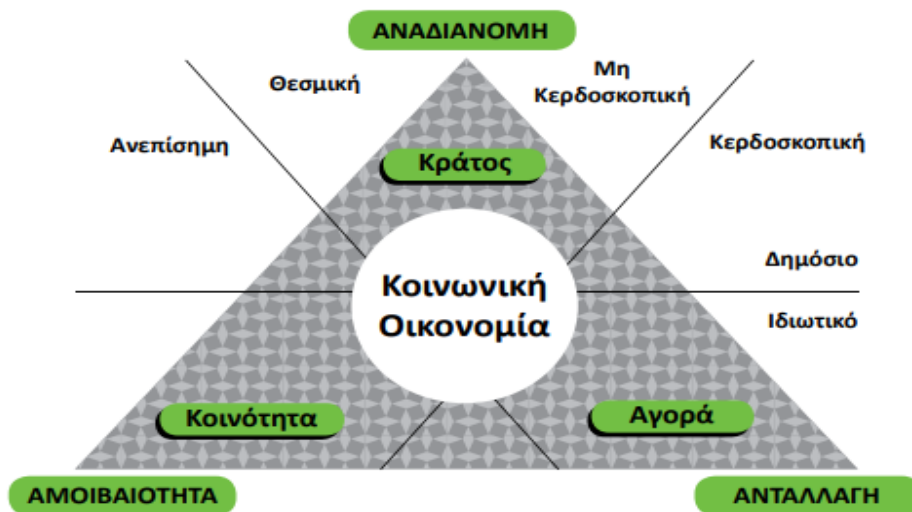 ΑΝΑΔΙΑΝΟΜΗ
Θεσμική
Μη
Κερδοσκοπική
Ανεπίσημη
Κερδοσκοπική
Κράτος
Δημόσιο
Κοινωνική
Οικονομία
Ιδιωτικό
Κοινότητα
Αγορά
ΑΜΟΙΒΑΙΟΤΗΤΑ
ΑΝΤΑΛΛΑΓΗ